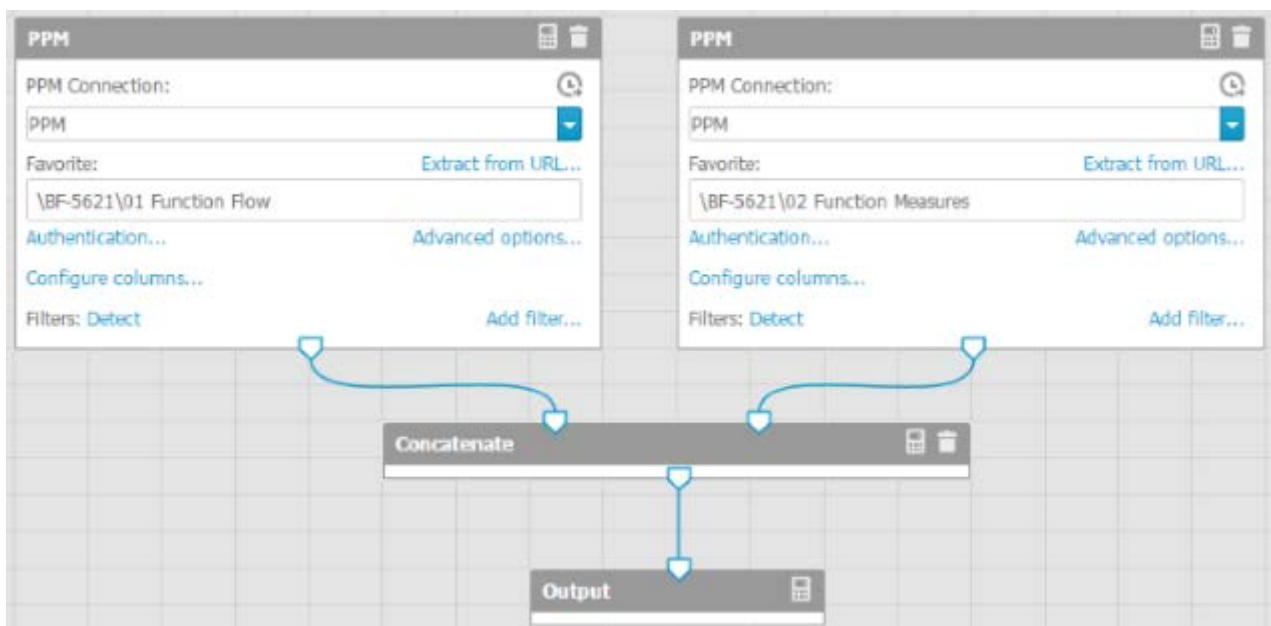 PPM
PPM Connection:
PPM
Favorite: Extract from URL...
\BF-5621\01 Function Flow
Authentication... Advanced options...
Configure columns...
Filters: Detect Add filter...
PPM
PPM Connection:
PPM
Favorite: Extract from URL...
\BF-5621\02 Function Measures
Authentication... Advanced options...
Configure columns...
Filters: Detect Add filter...
Concatenate
Output